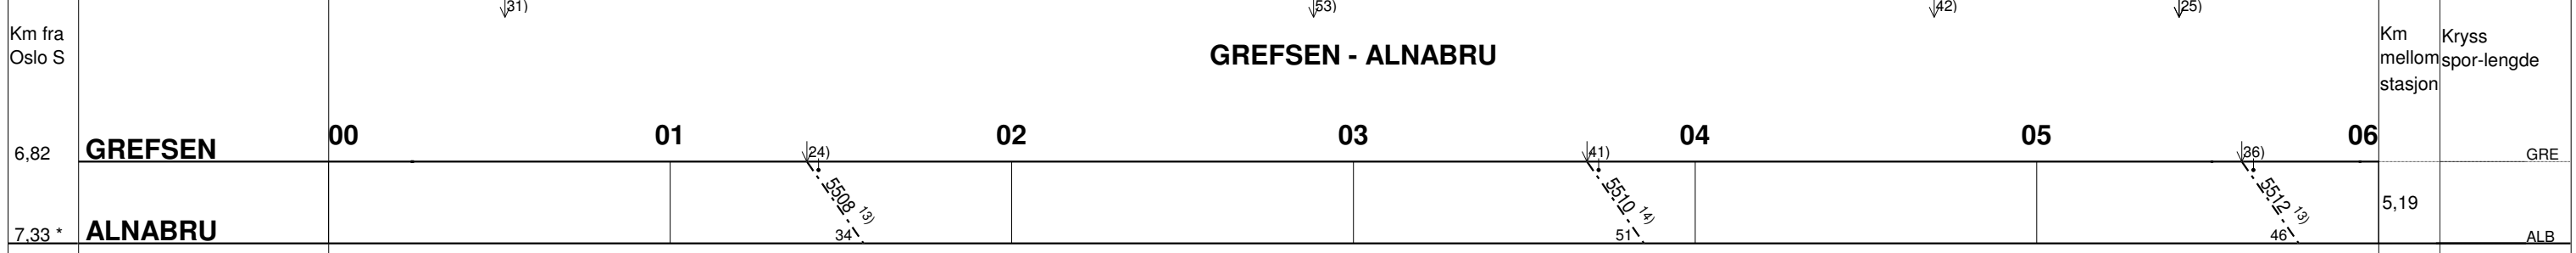 31) 53) 42) 25)
Km fra
Oslo S
GREFSEN - ALNABRU
Km
mellom
stasjon
Kryss
spor-lengde
00 01 02 03 04 05 06
6,82 GREFSEN 24) 41) 36) GRE
5508 13) 5510 14) 5512 13) 5,19
7,33 * ALNABRU 34 51 46 ALB